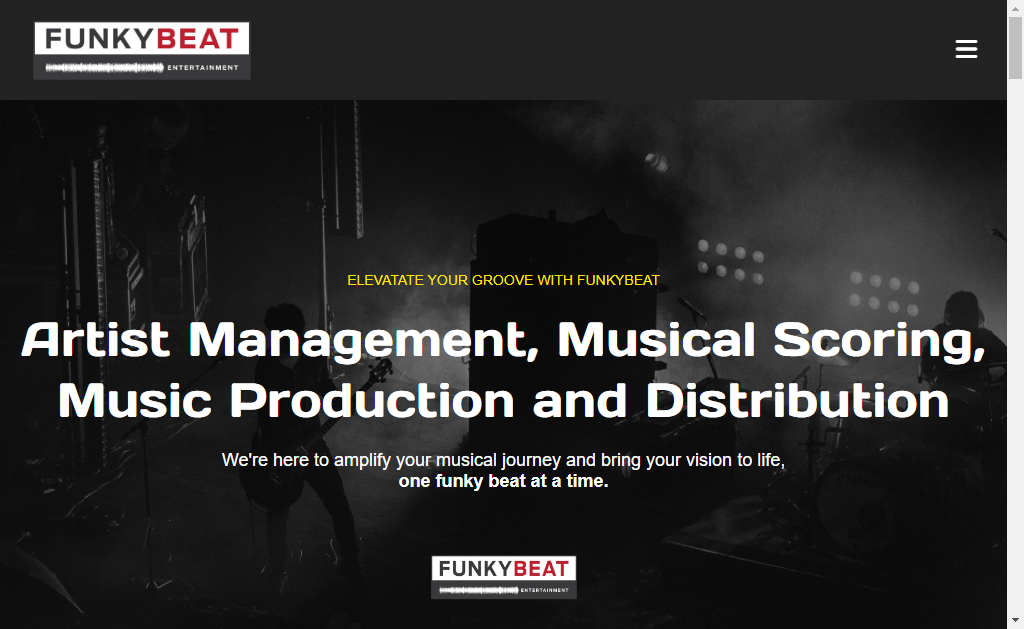 FUNKYBEAT
ENTERTAINMENT
ELEVATATE YOUR GROOVE WITH FUNKYBEAT
Artist Management, Musical Scoring,
Music Production and Distribution
We're here to amplify your musical journey and bring your vision to life,
one funky beat at a time.
FUNKYBEAT
ENTERTAINMENT